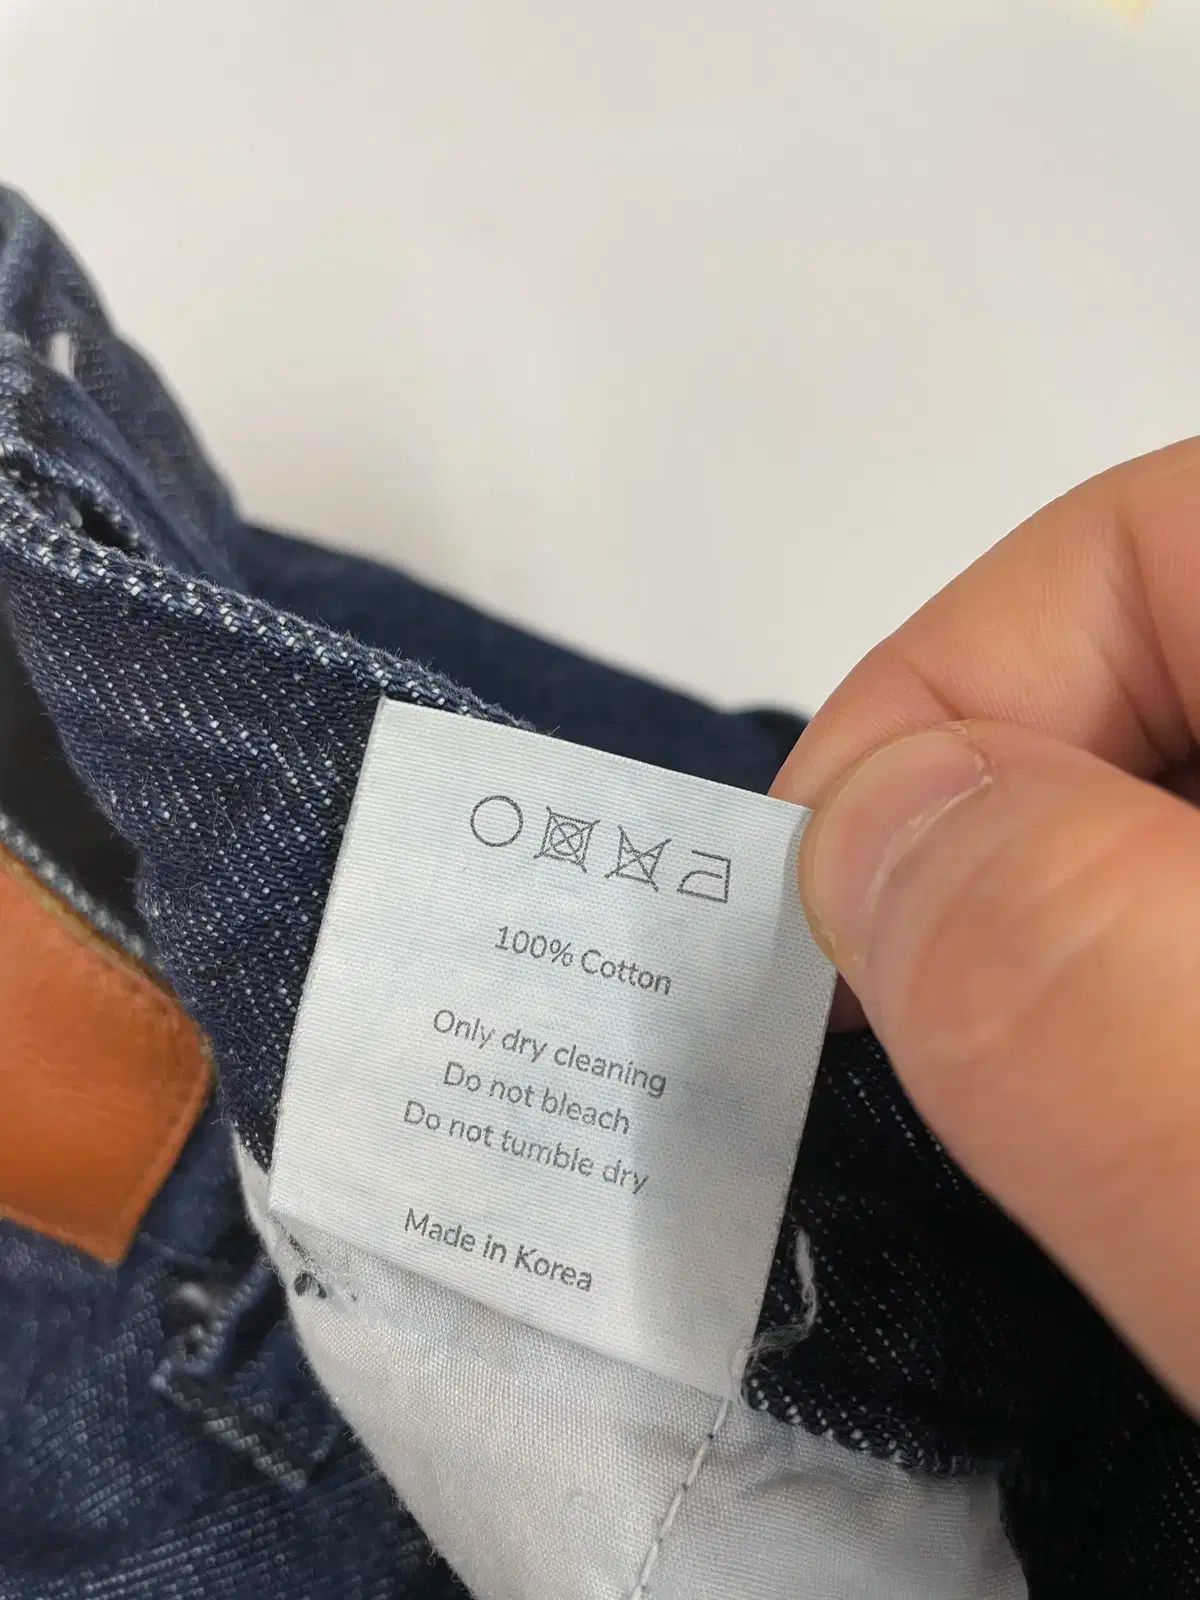 100% Cotton
Only dry cleaning
Do not bleach
Do not tumble dry
Made in Korea